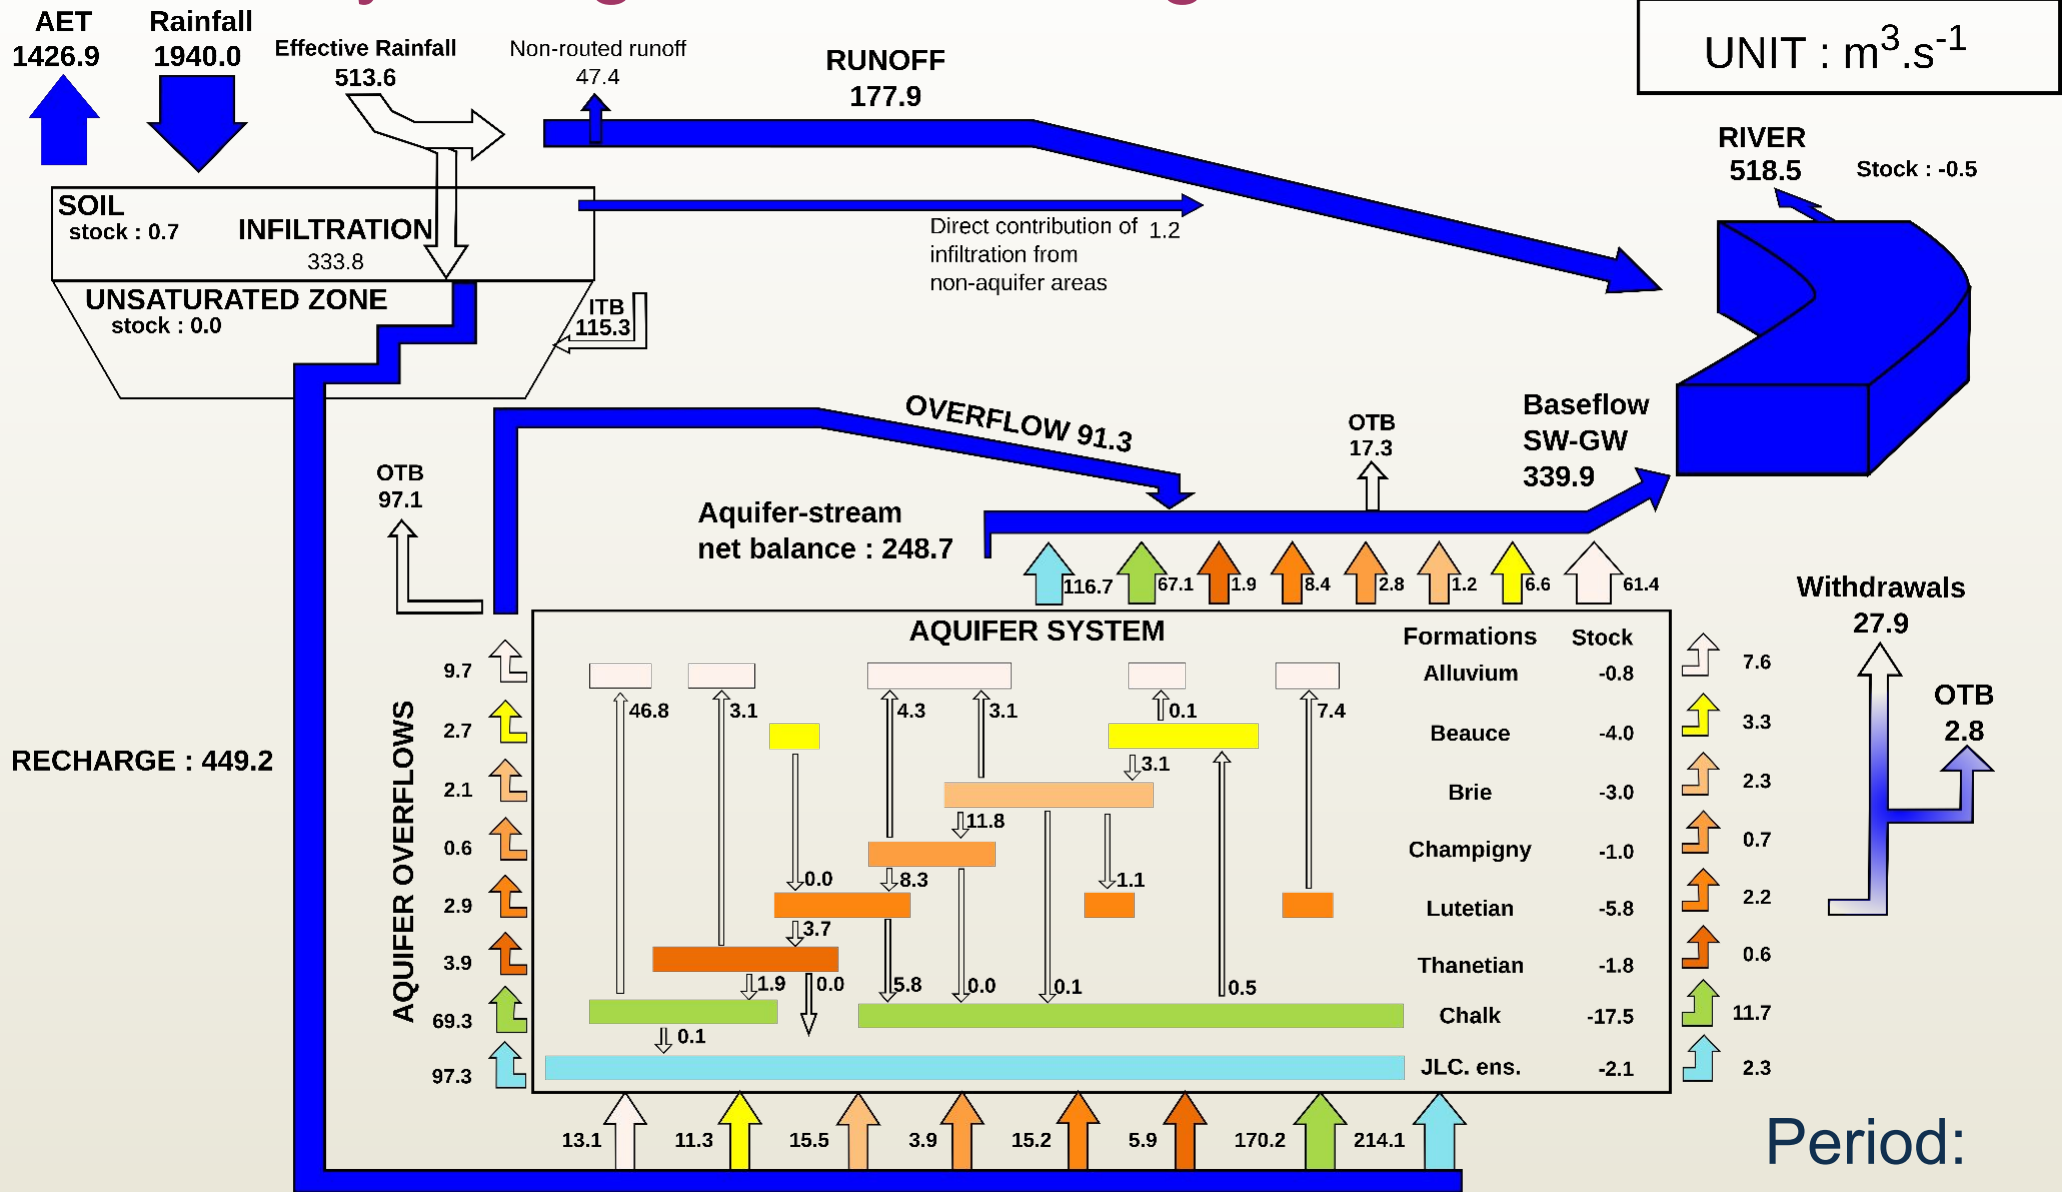 AET
1426.9
Rainfall
1940.0
Effective Rainfall
513.6
Non-routed runoff
47.4
RUNOFF
177.9
UNIT : m³.s⁻¹
RIVER
518.5
Stock : -0.5
SOIL
stock : 0.7
INFILTRATION
333.8
Direct contribution of 1.2
infiltration from
non-aquifer areas
UNSATURATED ZONE
stock : 0.0
ITB
115.3
OVERFLOW 91.3
OTB
17.3
Baseflow
SW-GW
339.9
OTB
97.1
Aquifer-stream
net balance : 248.7
116.7 67.1 1.9 8.4 2.8 1.2 6.6 61.4
Withdrawals
27.9
OTB
2.8
RECHARGE : 449.2
AQUIFER OVERFLOWS
9.7
2.7
2.1
0.6
2.9
3.9
69.3
97.3
AQUIFER SYSTEM
Formations Stock
Alluvium -0.8
46.8 3.1 4.3 3.1 0.1 7.4
Beauce -4.0
3.1
Brie -3.0
11.8
Champigny -1.0
0.0 8.3 1.1
Lutetian -5.8
3.7
Thanetian -1.8
1.9 0.0 5.8 0.0 0.1 0.5
Chalk -17.5
0.1
JLC. ens. -2.1
7.6
3.3
2.3
0.7
2.2
0.6
11.7
2.3
13.1 11.3 15.5 3.9 15.2 5.9 170.2 214.1
Period: